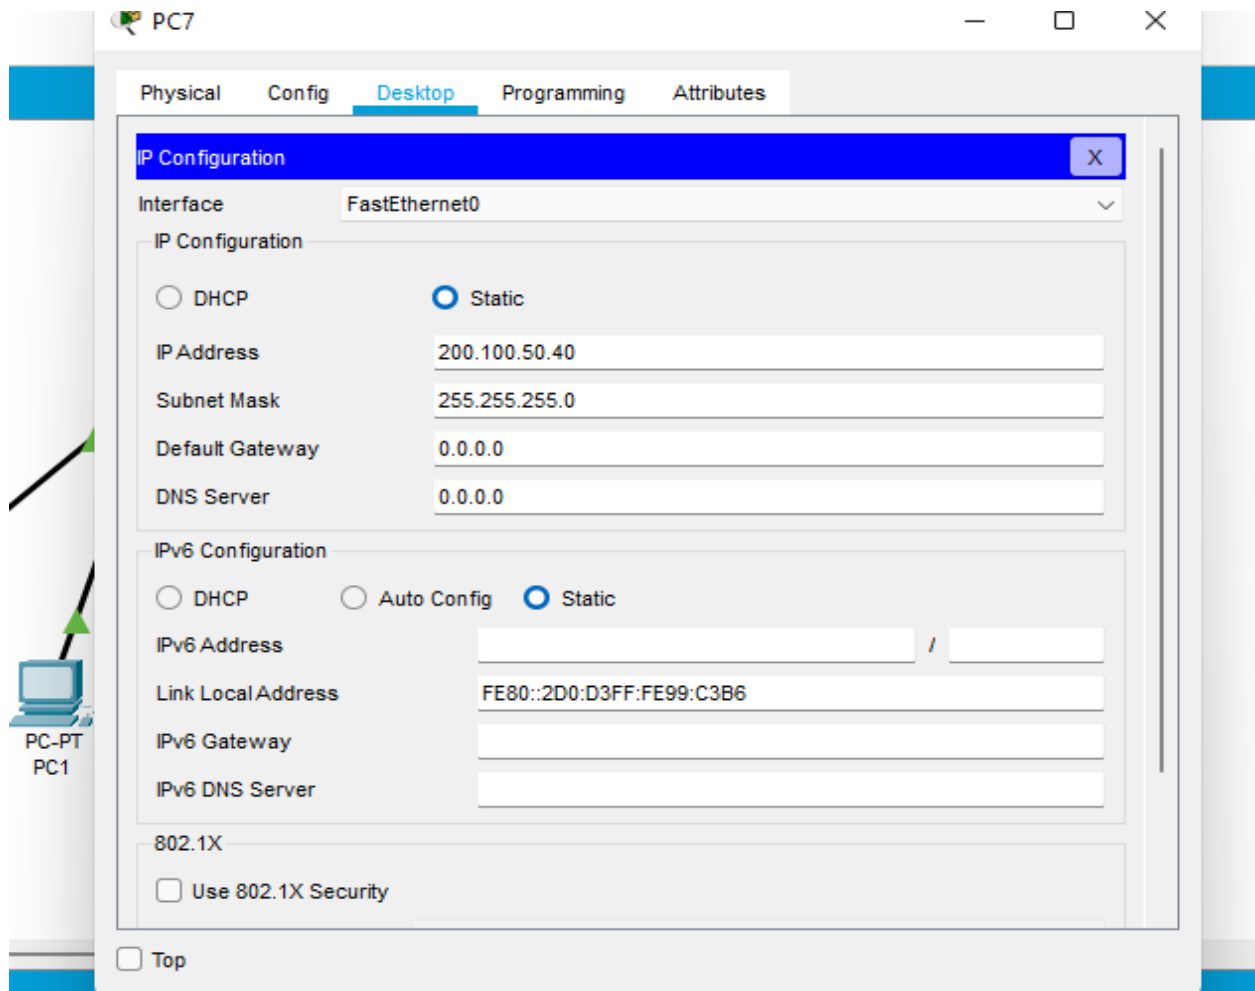 PC7
Physical Config Desktop Programming Attributes
IP Configuration X
Interface FastEthernet0
IP Configuration
DHCP Static
IP Address 200.100.50.40
Subnet Mask 255.255.255.0
Default Gateway 0.0.0.0
DNS Server 0.0.0.0
IPv6 Configuration
DHCP Auto Config Static
IPv6 Address /
Link Local Address FE80::2D0:D3FF:FE99:C3B6
IPv6 Gateway
IPv6 DNS Server
802.1X
Use 802.1X Security
Top
PC-PT
PC1